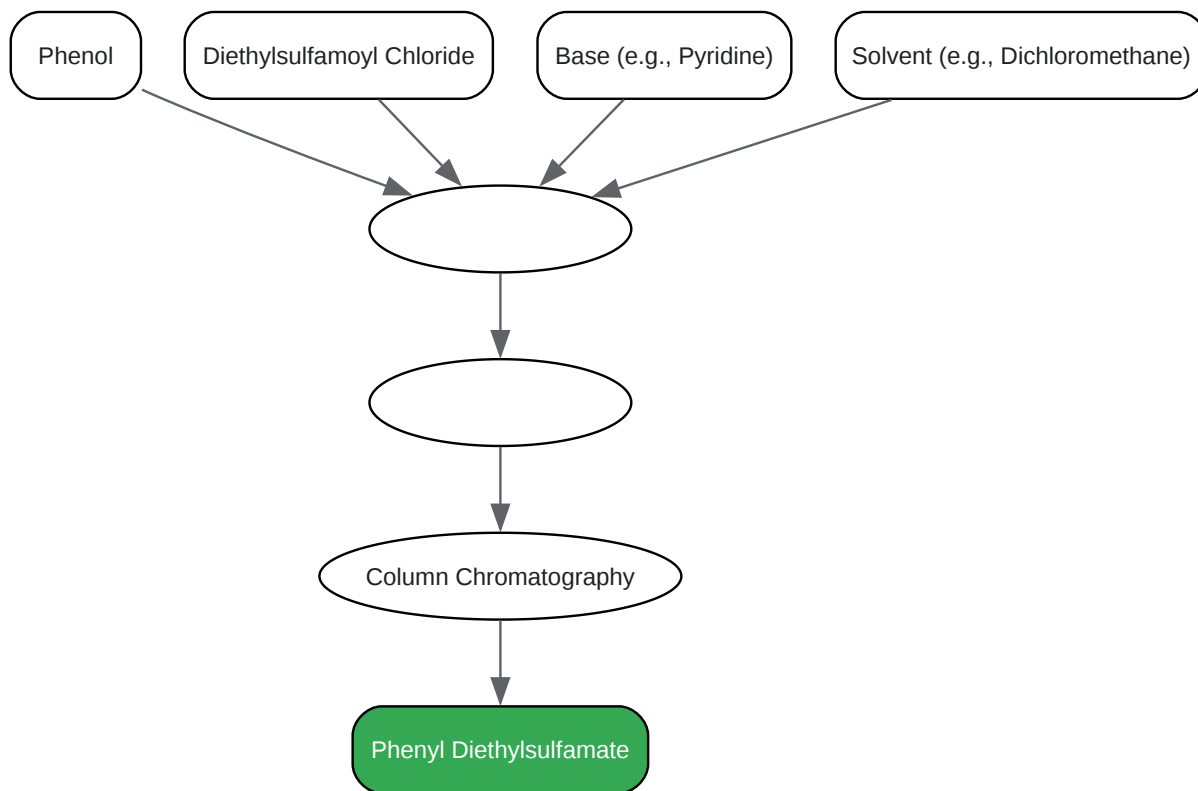 Phenol
Diethylsulfamoyl Chloride
Base (e.g., Pyridine)
Solvent (e.g., Dichloromethane)
Column Chromatography
Phenyl Diethylsulfamate